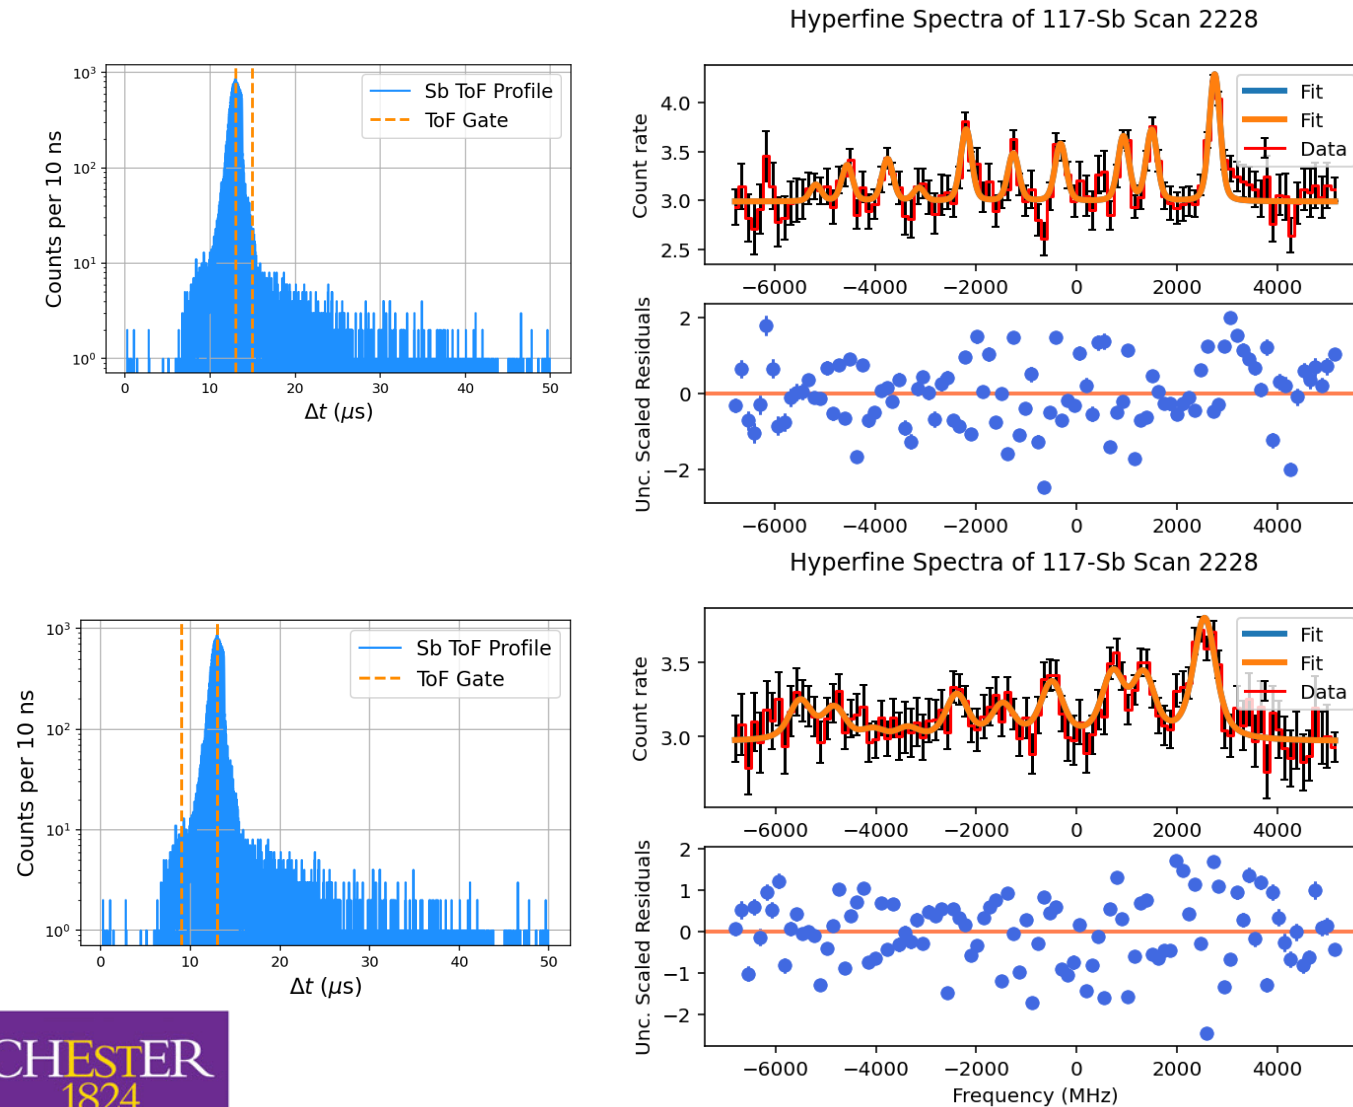 Hyperfine Spectra of 117-Sb Scan 2228
Counts per 10 ns
10³
10²
10¹
10⁰
Sb ToF Profile
ToF Gate
0 10 20 30 40 50
Δt (μs)
Count rate
4.0
3.5
3.0
2.5
Fit
Fit
Data
−6000 −4000 −2000 0 2000 4000
Unc. Scaled Residuals
2
0
−2
−6000 −4000 −2000 0 2000 4000
Hyperfine Spectra of 117-Sb Scan 2228
Counts per 10 ns
10³
10²
10¹
10⁰
Sb ToF Profile
ToF Gate
0 10 20 30 40 50
Δt (μs)
Count rate
3.5
3.0
Fit
Fit
Data
−6000 −4000 −2000 0 2000 4000
Unc. Scaled Residuals
2
1
0
−1
−2
−6000 −4000 −2000 0 2000 4000
Frequency (MHz)
CHESTER
1824